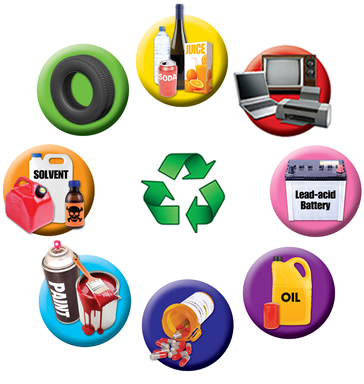 JUICE
SODA
SOLVENT
Lead-acid
Battery
PAINT
OIL